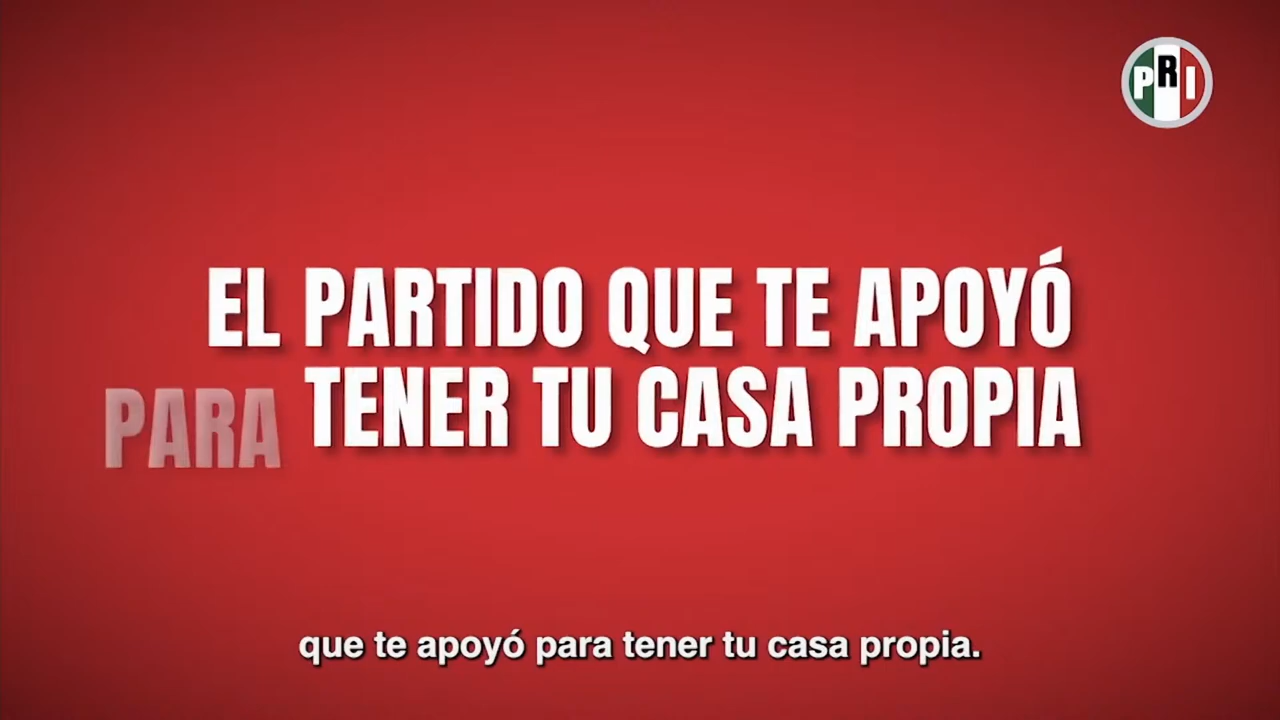 PRI
EL PARTIDO QUE TE APOYÓ
PARA TENER TU CASA PROPIA
que te apoyó para tener tu casa propia.